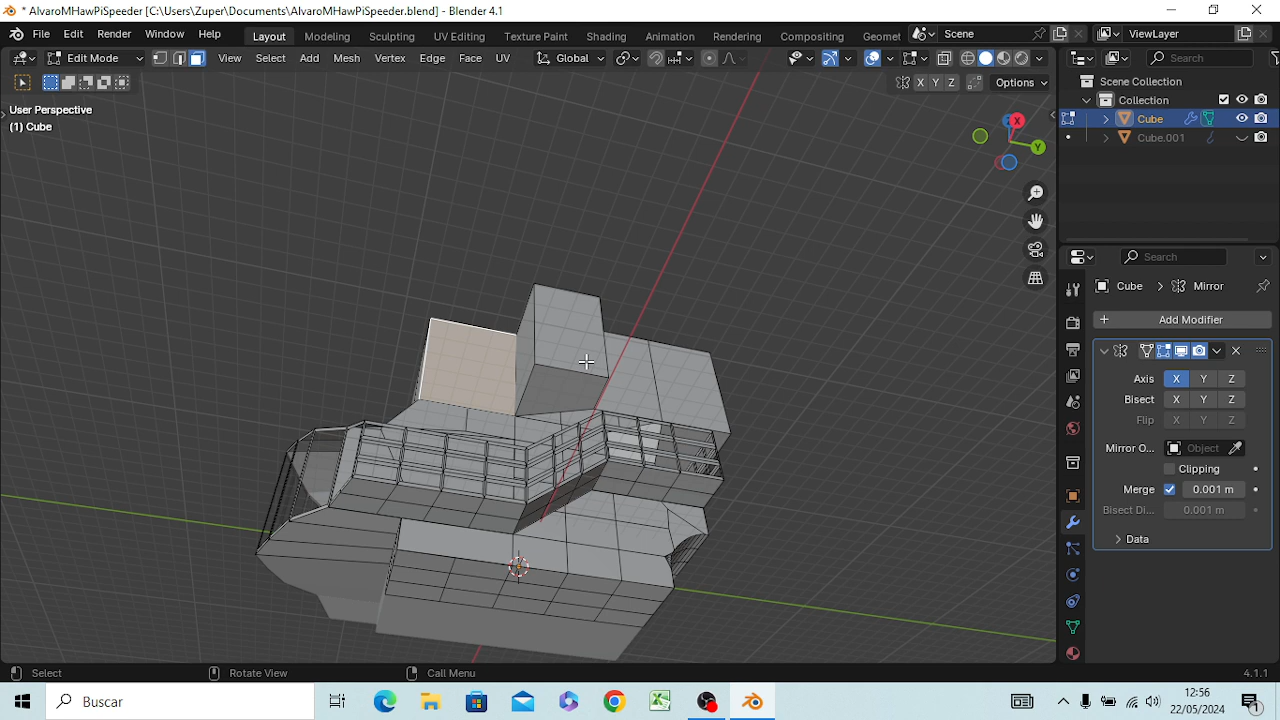 * AlvaroMHawPiSpeeder [C:\Users\Zuper\Documents\AlvaroMHawPiSpeeder.blend] - Blender 4.1
File Edit Render Window Help Layout Modeling Sculpting UV Editing Texture Paint Shading Animation Rendering Compositing Geomet Scene ViewLayer
Edit Mode View Select Add Mesh Vertex Edge Face UV Global Search
X Y Z Options
User Perspective
(1) Cube
X
Y
Scene Collection
Collection
Cube
Cube.001
Search
Cube > Mirror
+ Add Modifier
Axis X Y Z
Bisect X Y Z
Flip X Y Z
Mirror O... Object
Clipping
Merge 0.001 m
Bisect Di... 0.001 m
Data
Select Rotate View Call Menu 4.1.1
Buscar
12:56
22/05/2024
1